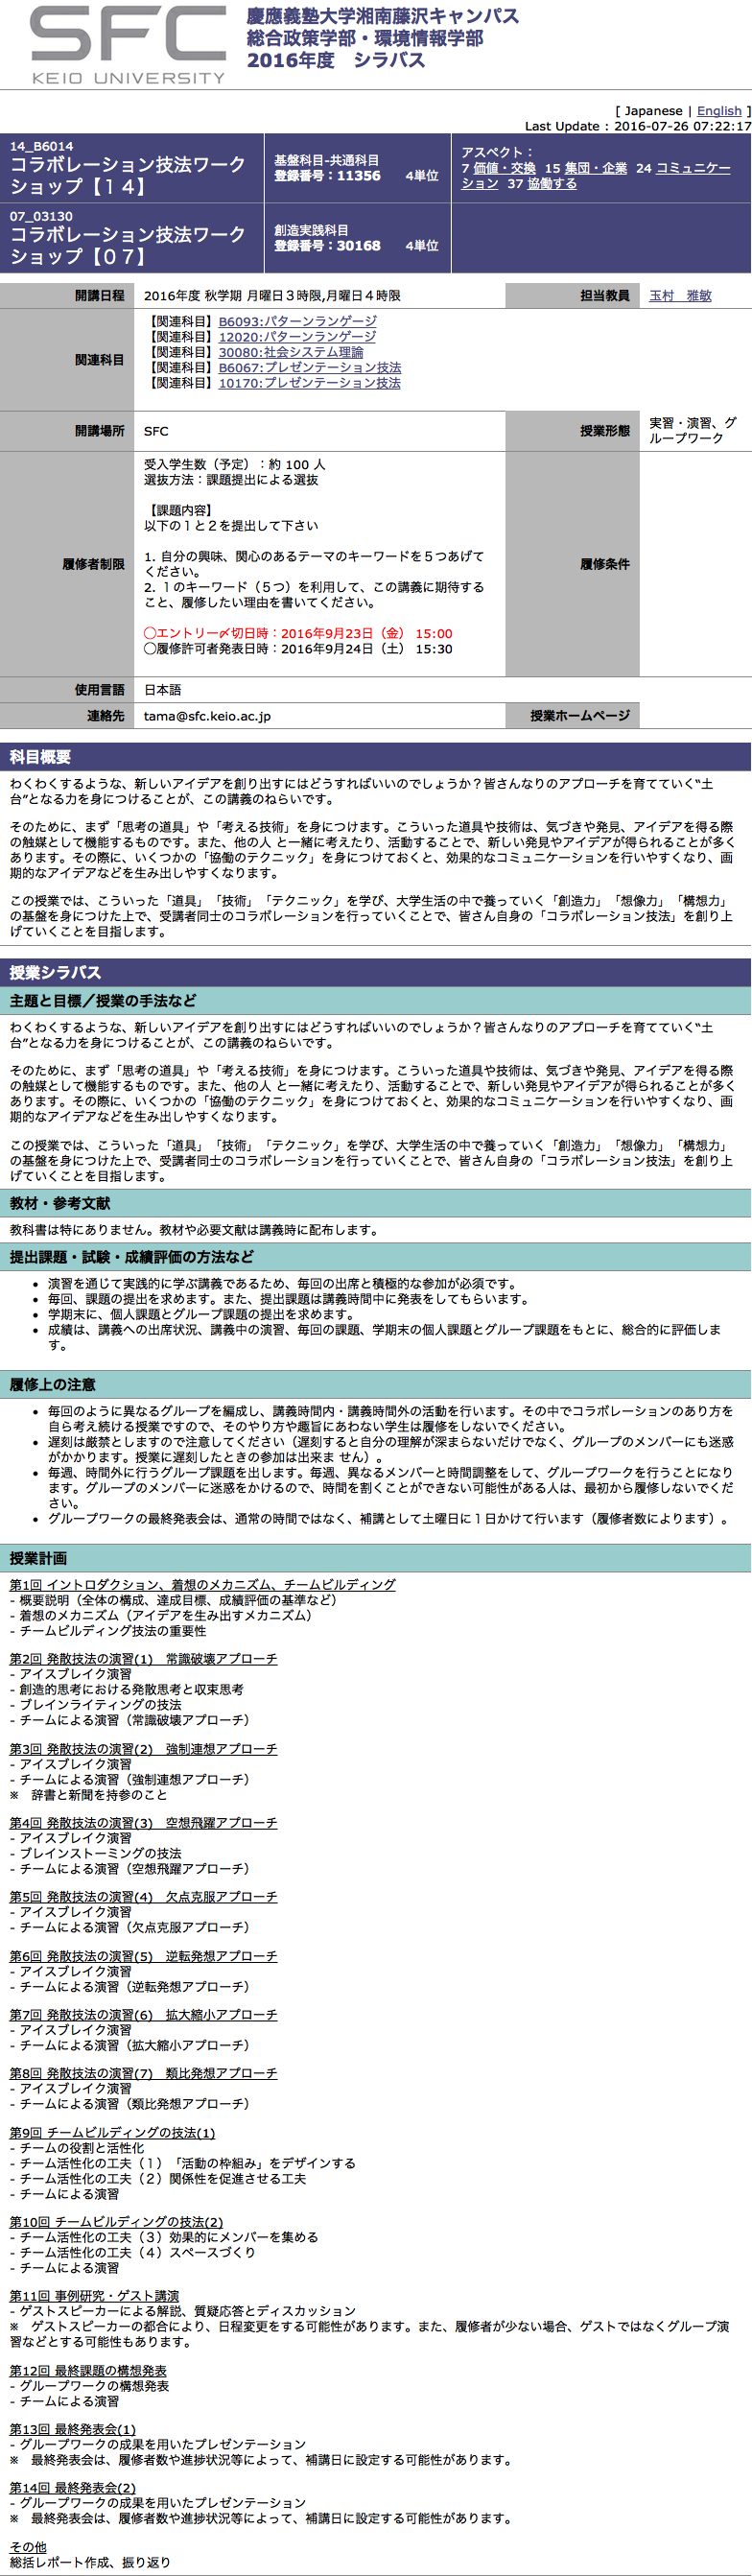 SFC
KEIO UNIVERSITY
慶應義塾大学湘南藤沢キャンパス
総合政策学部・環境情報学部
2016年度　シラバス
[ Japanese | English ]
Last Update : 2016-07-26 07:22:17
14_B6014
コラボレーション技法ワーク
ショップ【１４】
基盤科目-共通科目
登録番号：11356　　4単位
アスペクト：
7 価値・交換 15 集団・企業 24 コミュニケー
ション 37 協働する
07_03130
コラボレーション技法ワーク
ショップ【０７】
創造実践科目
登録番号：30168　　4単位
開講日程
2016年度 秋学期 月曜日３時限,月曜日４時限
担当教員
玉村　雅敏
関連科目
【関連科目】B6093:パターンランゲージ
【関連科目】12020:パターンランゲージ
【関連科目】30080:社会システム理論
【関連科目】B6067:プレゼンテーション技法
【関連科目】10170:プレゼンテーション技法
開講場所
SFC
授業形態
実習・演習、グ
ループワーク
履修者制限
受入学生数（予定）：約 100 人
選抜方法：課題提出による選抜
【課題内容】
以下の１と２を提出して下さい
1. 自分の興味、関心のあるテーマのキーワードを５つあげて
ください。
2. １のキーワード（５つ）を利用して、この講義に期待する
こと、履修したい理由を書いてください。
◯エントリー〆切日時：2016年9月23日（金） 15:00
◯履修許可者発表日時：2016年9月24日（土） 15:30
履修条件
使用言語
日本語
連絡先
tama@sfc.keio.ac.jp
授業ホームページ
科目概要
わくわくするような、新しいアイデアを創り出すにはどうすればいいのでしょうか？皆さんなりのアプローチを育てていく“土
台”となる力を身につけることが、この講義のねらいです。
そのために、まず「思考の道具」や「考える技術」を身につけます。こういった道具や技術は、気づきや発見、アイデアを得る際
の触媒として機能するものです。また、他の人 と一緒に考えたり、活動することで、新しい発見やアイデアが得られることが多く
あります。その際に、いくつかの「協働のテクニック」を身につけておくと、効果的なコミュニケーションを行いやすくなり、画
期的なアイデアなどを生み出しやすくなります。
この授業では、こういった「道具」「技術」「テクニック」を学び、大学生活の中で養っていく「創造力」「想像力」「構想力」
の基盤を身につけた上で、受講者同士のコラボレーションを行っていくことで、皆さん自身の「コラボレーション技法」を創り上
げていくことを目指します。
授業シラバス
主題と目標／授業の手法など
わくわくするような、新しいアイデアを創り出すにはどうすればいいのでしょうか？皆さんなりのアプローチを育てていく“土
台”となる力を身につけることが、この講義のねらいです。
そのために、まず「思考の道具」や「考える技術」を身につけます。こういった道具や技術は、気づきや発見、アイデアを得る際
の触媒として機能するものです。また、他の人 と一緒に考えたり、活動することで、新しい発見やアイデアが得られることが多く
あります。その際に、いくつかの「協働のテクニック」を身につけておくと、効果的なコミュニケーションを行いやすくなり、画
期的なアイデアなどを生み出しやすくなります。
この授業では、こういった「道具」「技術」「テクニック」を学び、大学生活の中で養っていく「創造力」「想像力」「構想力」
の基盤を身につけた上で、受講者同士のコラボレーションを行っていくことで、皆さん自身の「コラボレーション技法」を創り上
げていくことを目指します。
教材・参考文献
教科書は特にありません。教材や必要文献は講義時に配布します。
提出課題・試験・成績評価の方法など
• 演習を通じて実践的に学ぶ講義であるため、毎回の出席と積極的な参加が必須です。
• 毎回、課題の提出を求めます。また、提出課題は講義時間中に発表をしてもらいます。
• 学期末に、個人課題とグループ課題の提出を求めます。
• 成績は、講義への出席状況、講義中の演習、毎回の課題、学期末の個人課題とグループ課題をもとに、総合的に評価しま
す。
履修上の注意
• 毎回のように異なるグループを編成し、講義時間内・講義時間外の活動を行います。その中でコラボレーションのあり方を
自ら考え続ける授業ですので、そのやり方や趣旨にあわない学生は履修をしないでください。
• 遅刻は厳禁としますので注意してください（遅刻すると自分の理解が深まらないだけでなく、グループのメンバーにも迷惑
がかかります。授業に遅刻したときの参加は出来ま せん）。
• 毎週、時間外に行うグループ課題を出します。毎週、異なるメンバーと時間調整をして、グループワークを行うことになり
ます。グループのメンバーに迷惑をかけるので、時間を割くことができない可能性がある人は、最初から履修しないでくだ
さい。
• グループワークの最終発表会は、通常の時間ではなく、補講として土曜日に１日かけて行います（履修者数によります）。
授業計画
第1回 イントロダクション、着想のメカニズム、チームビルディング
- 概要説明（全体の構成、達成目標、成績評価の基準など）
- 着想のメカニズム（アイデアを生み出すメカニズム）
- チームビルディング技法の重要性
第2回 発散技法の演習(1)　常識破壊アプローチ
- アイスブレイク演習
- 創造的思考における発散思考と収束思考
- ブレインライティングの技法
- チームによる演習（常識破壊アプローチ）
第3回 発散技法の演習(2)　強制連想アプローチ
- アイスブレイク演習
- チームによる演習（強制連想アプローチ）
※　辞書と新聞を持参のこと
第4回 発散技法の演習(3)　空想飛躍アプローチ
- アイスブレイク演習
- ブレインストーミングの技法
- チームによる演習（空想飛躍アプローチ）
第5回 発散技法の演習(4)　欠点克服アプローチ
- アイスブレイク演習
- チームによる演習（欠点克服アプローチ）
第6回 発散技法の演習(5)　逆転発想アプローチ
- アイスブレイク演習
- チームによる演習（逆転発想アプローチ）
第7回 発散技法の演習(6)　拡大縮小アプローチ
- アイスブレイク演習
- チームによる演習（拡大縮小アプローチ）
第8回 発散技法の演習(7)　類比発想アプローチ
- アイスブレイク演習
- チームによる演習（類比発想アプローチ）
第9回 チームビルディングの技法(1)
- チームの役割と活性化
- チーム活性化の工夫（１）「活動の枠組み」をデザインする
- チーム活性化の工夫（２）関係性を促進させる工夫
- チームによる演習
第10回 チームビルディングの技法(2)
- チーム活性化の工夫（３）効果的にメンバーを集める
- チーム活性化の工夫（４）スペースづくり
- チームによる演習
第11回 事例研究・ゲスト講演
- ゲストスピーカーによる解説、質疑応答とディスカッション
※　ゲストスピーカーの都合により、日程変更をする可能性があります。また、履修者が少ない場合、ゲストではなくグループ演
習などとする可能性もあります。
第12回 最終課題の構想発表
- グループワークの構想発表
- チームによる演習
第13回 最終発表会(1)
- グループワークの成果を用いたプレゼンテーション
※　最終発表会は、履修者数や進捗状況等によって、補講日に設定する可能性があります。
第14回 最終発表会(2)
- グループワークの成果を用いたプレゼンテーション
※　最終発表会は、履修者数や進捗状況等によって、補講日に設定する可能性があります。
その他
総括レポート作成、振り返り